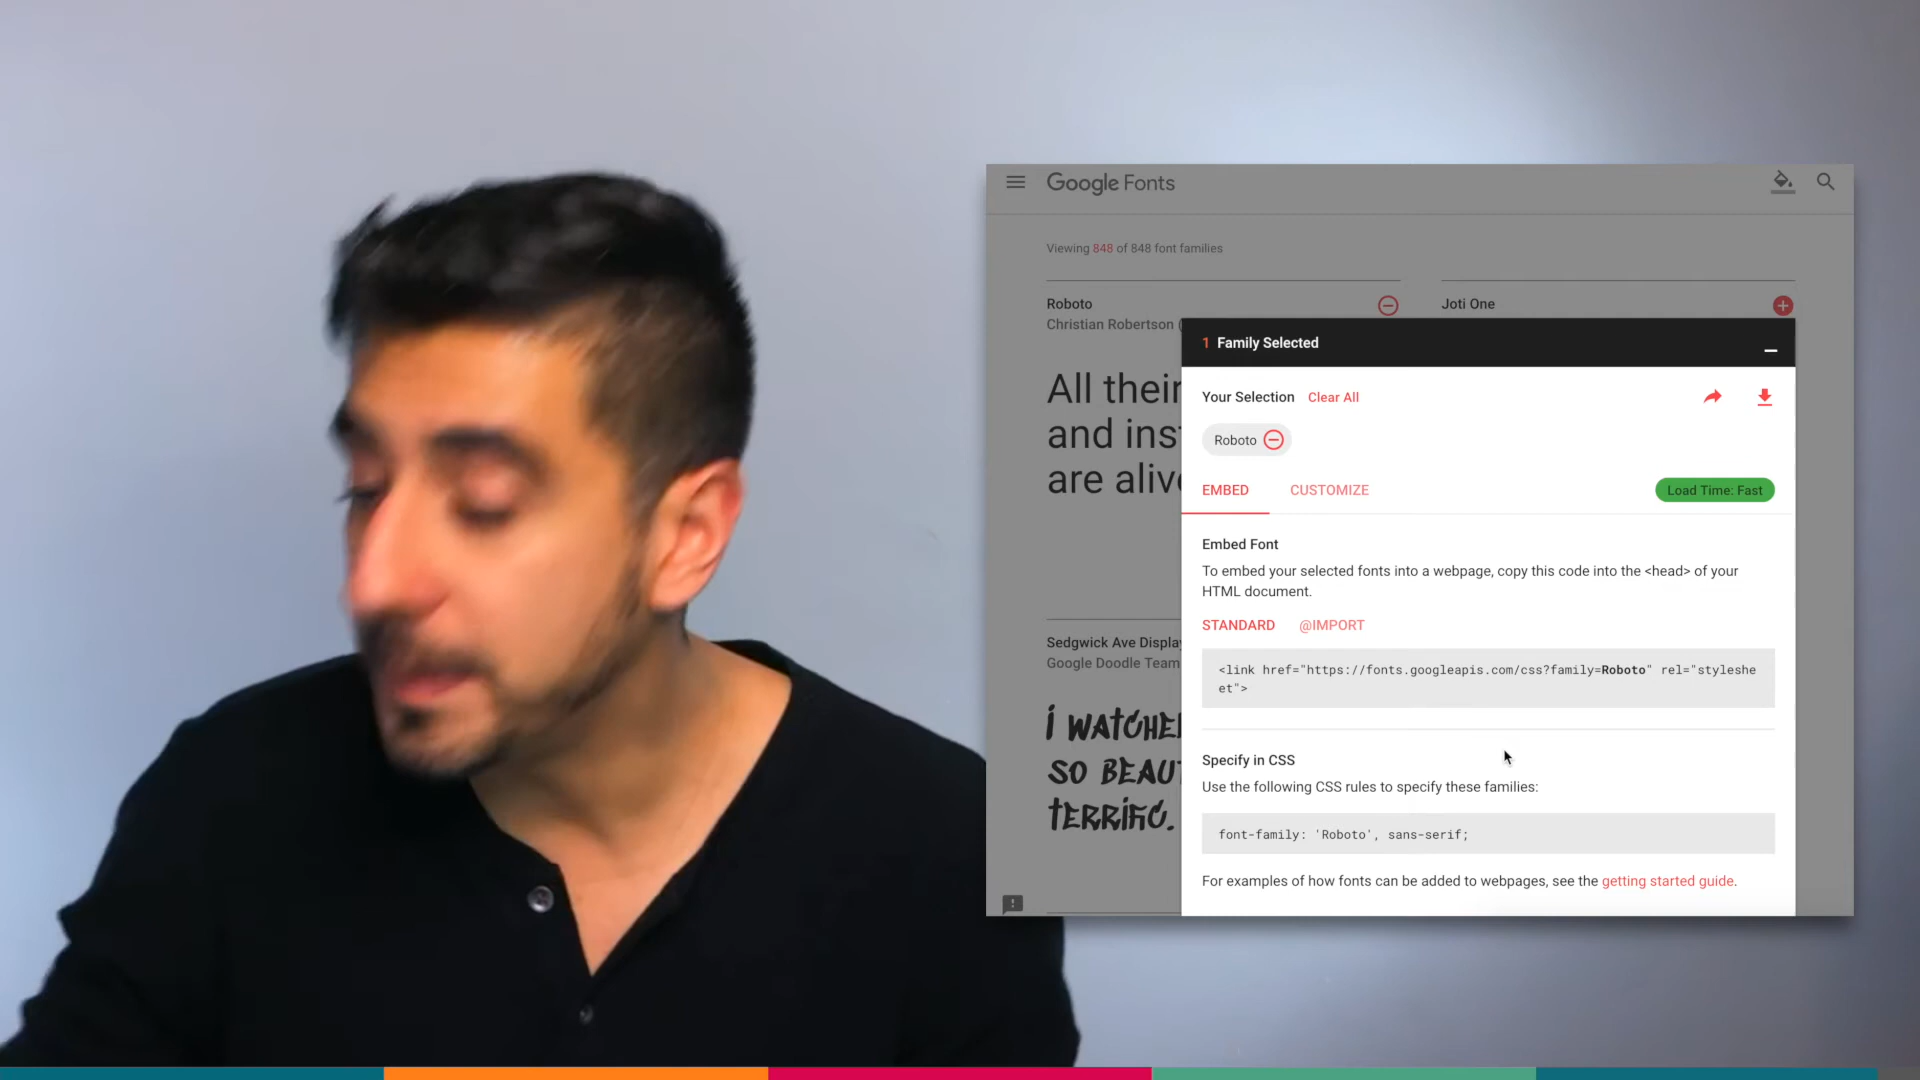 Google Fonts
Viewing 848 of 848 font families
Roboto
Christian Robertson
Joti One
All their
and ins
are aliv
1 Family Selected
Your Selection Clear All
Roboto
EMBED CUSTOMIZE
Load Time: Fast
Embed Font
To embed your selected fonts into a webpage, copy this code into the <head> of your
HTML document.
STANDARD @IMPORT
<link href="https://fonts.googleapis.com/css?family=Roboto" rel="styleshe
et">
Specify in CSS
Use the following CSS rules to specify these families:
font-family: 'Roboto', sans-serif;
For examples of how fonts can be added to webpages, see the getting started guide.
Sedgwick Ave Display
Google Doodle Team
I WATCHE
SO BEAU
TERRIFIC.